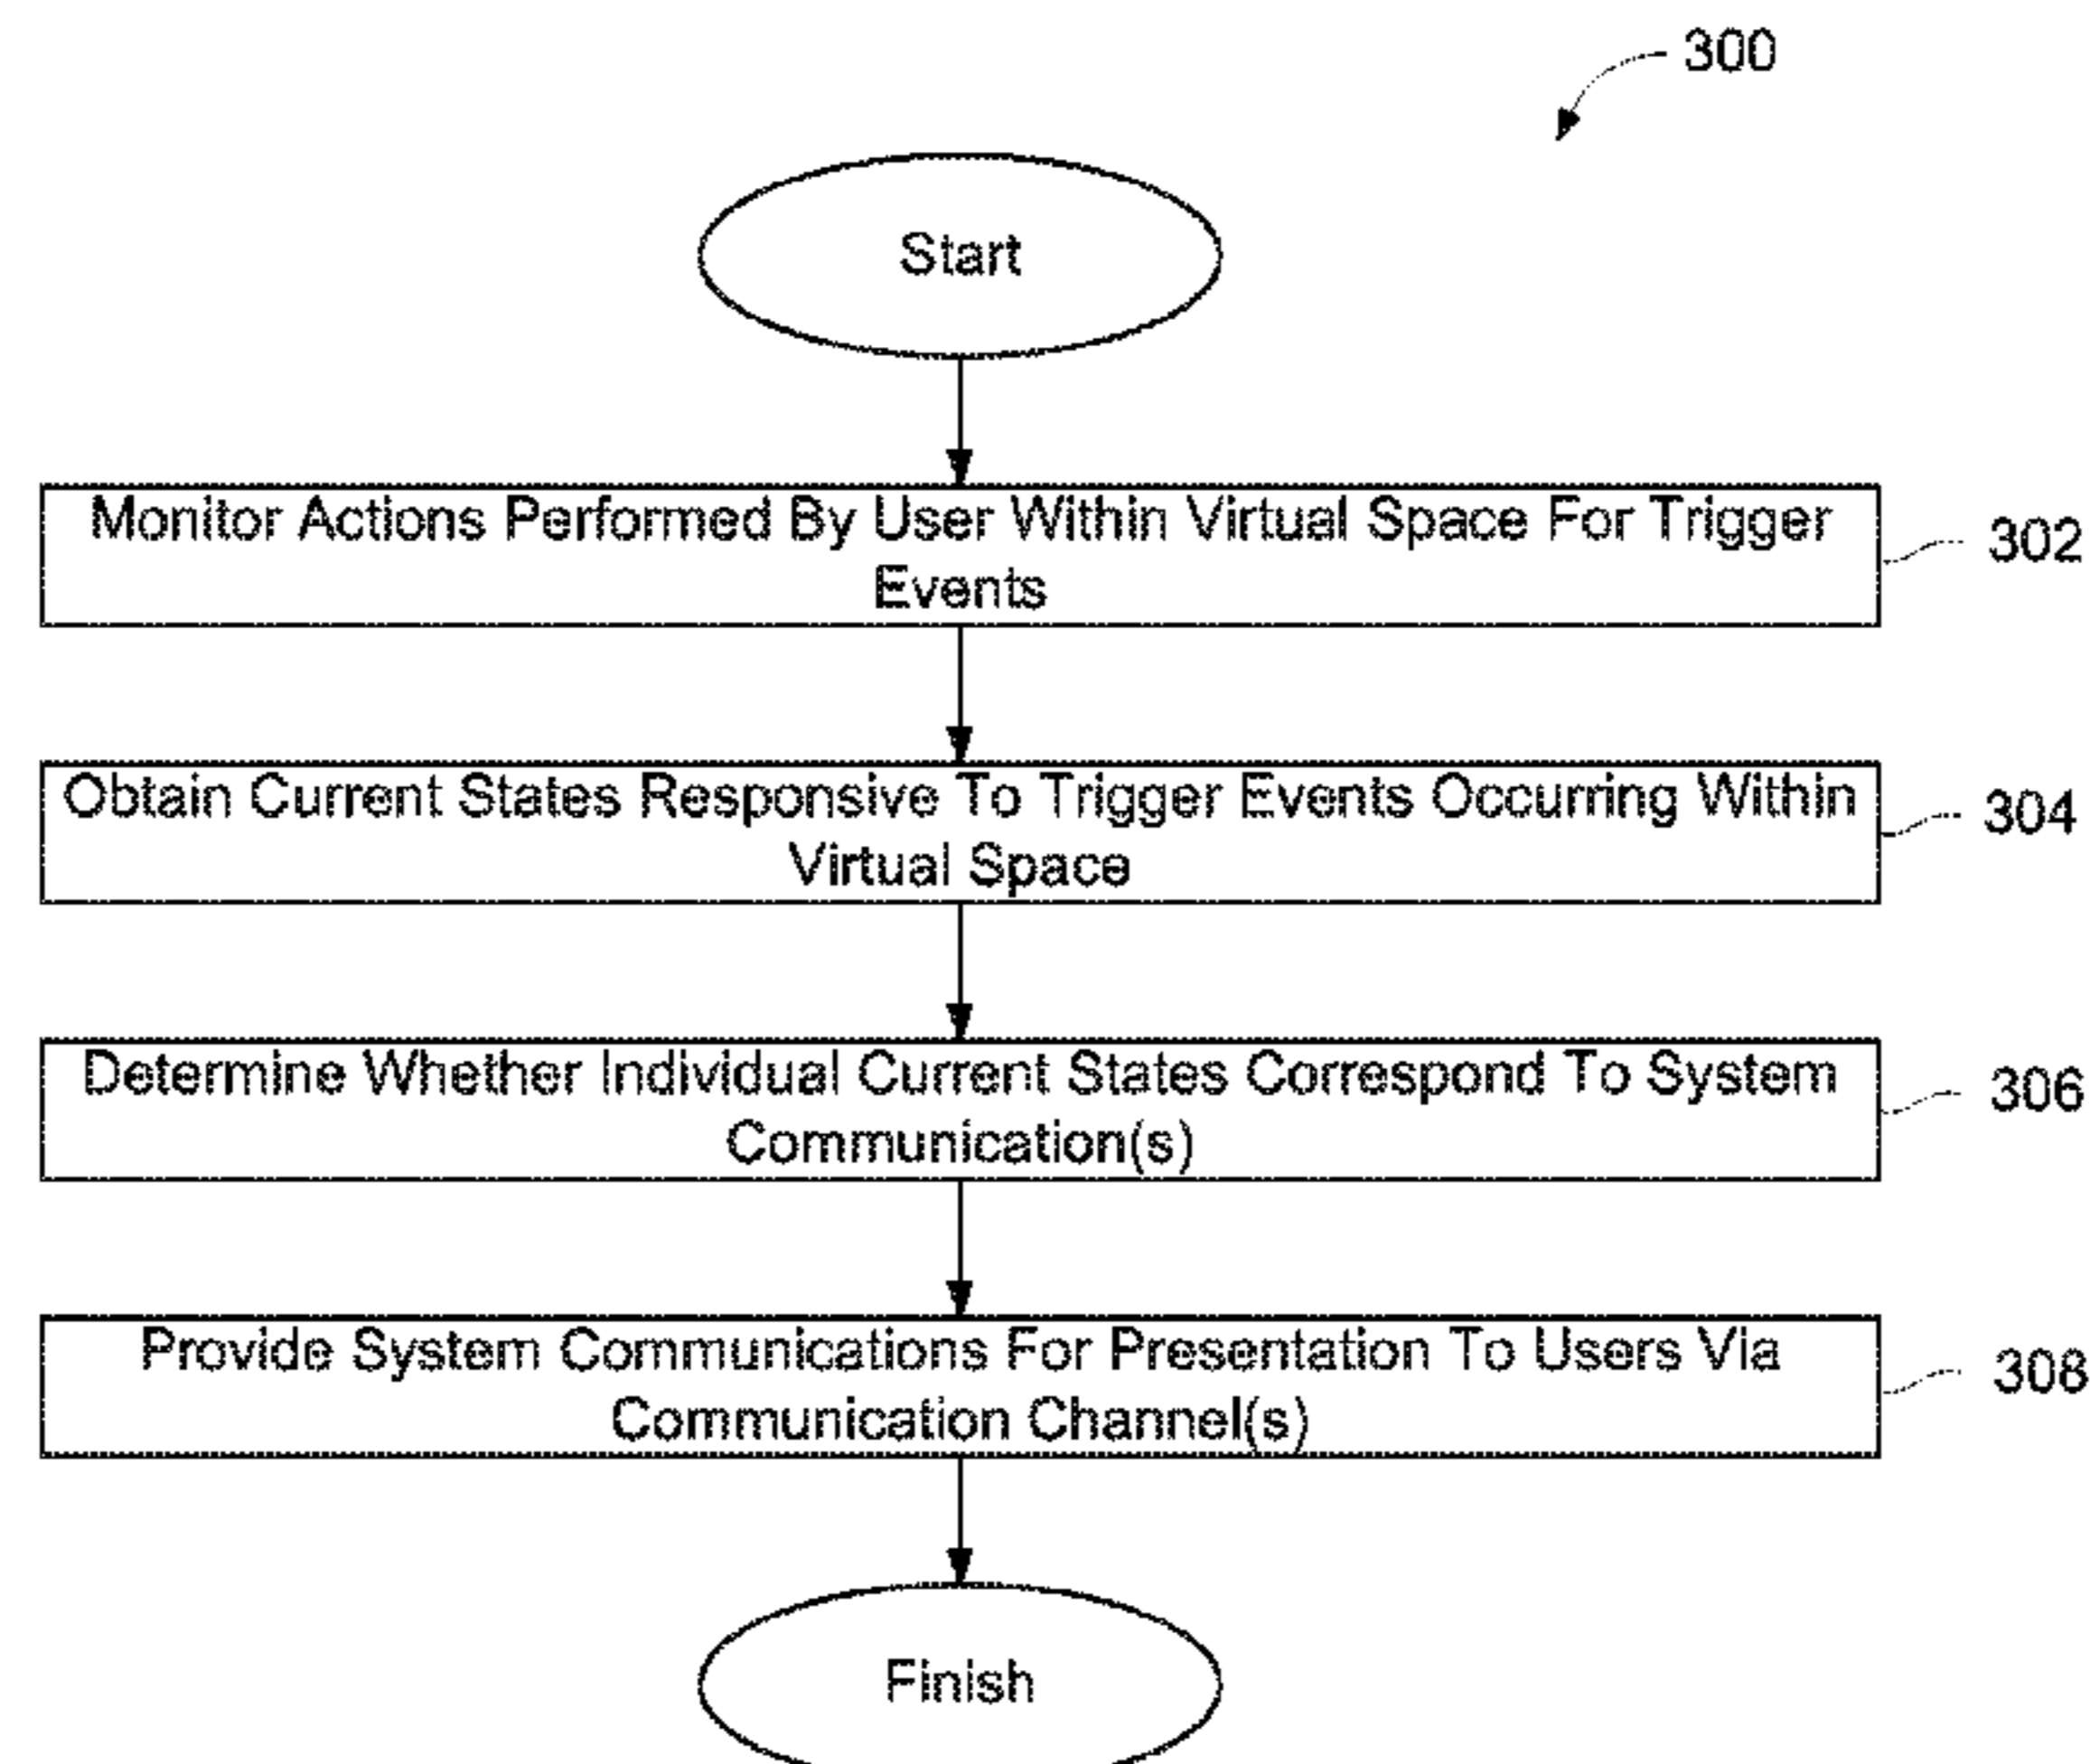 300
Start
Monitor Actions Performed By User Within Virtual Space For Trigger
Events
302
Obtain Current States Responsive To Trigger Events Occurring Within
Virtual Space
304
Determine Whether Individual Current States Correspond To System
Communication(s)
306
Provide System Communications For Presentation To Users Via
Communication Channel(s)
308
Finish